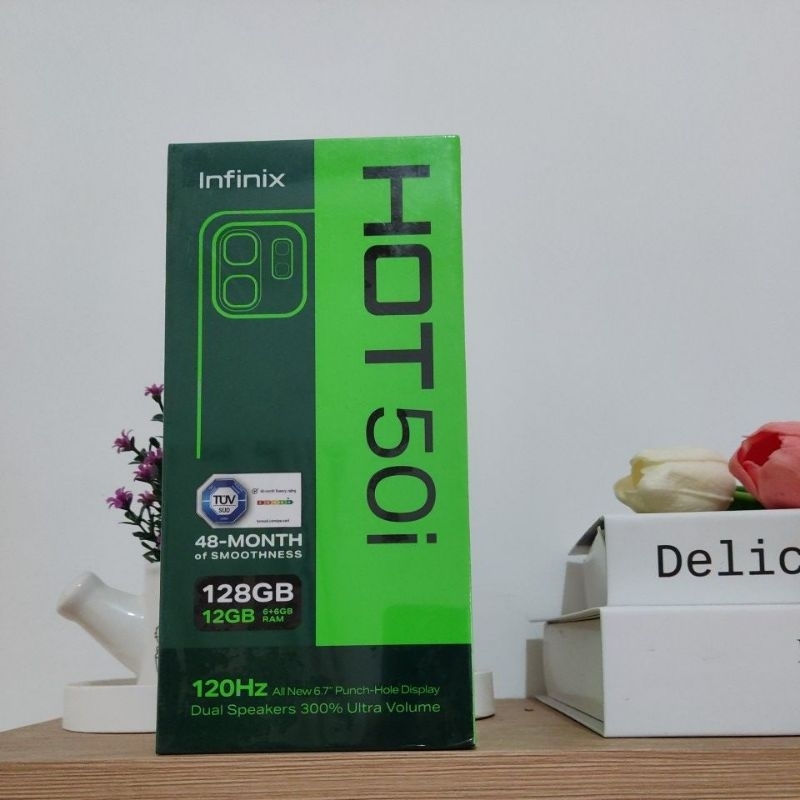 Infinix
HOT 50i
TÜV
SÜD
48-MONTH
of SMOOTHNESS
128GB
12GB 6+6GB RAM
120Hz All New 6.7" Punch-Hole Display
Dual Speakers 300% Ultra Volume
Delic